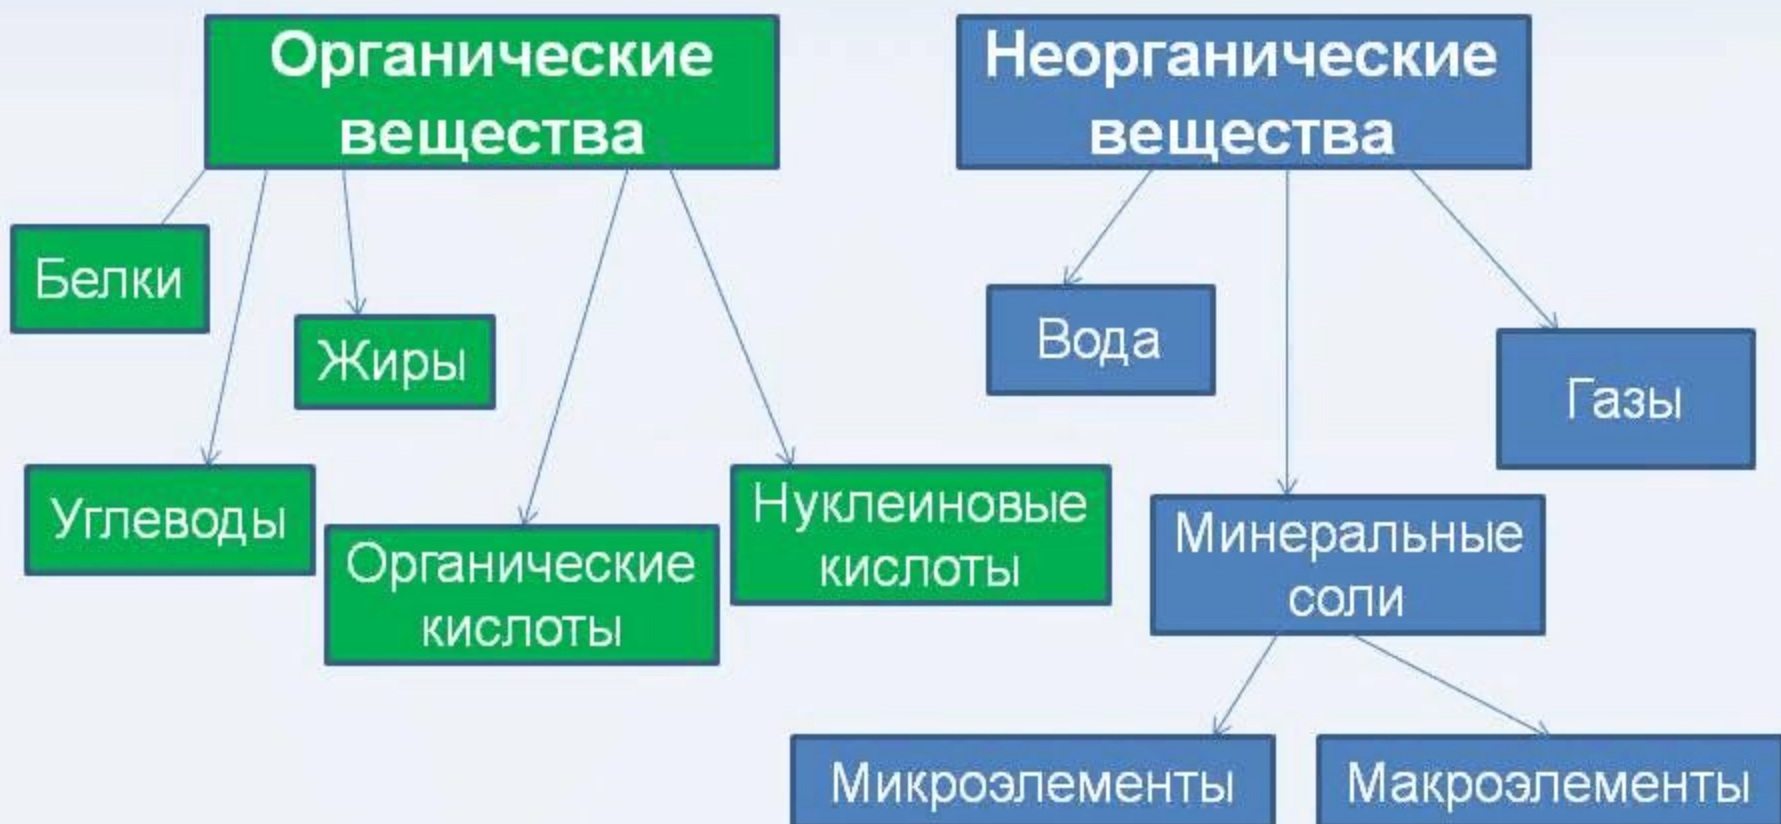 Органические
вещества
Неорганические
вещества
Белки
Жиры
Вода
Газы
Углеводы
Органические
кислоты
Нуклеиновые
кислоты
Минеральные
соли
Микроэлементы
Макроэлементы